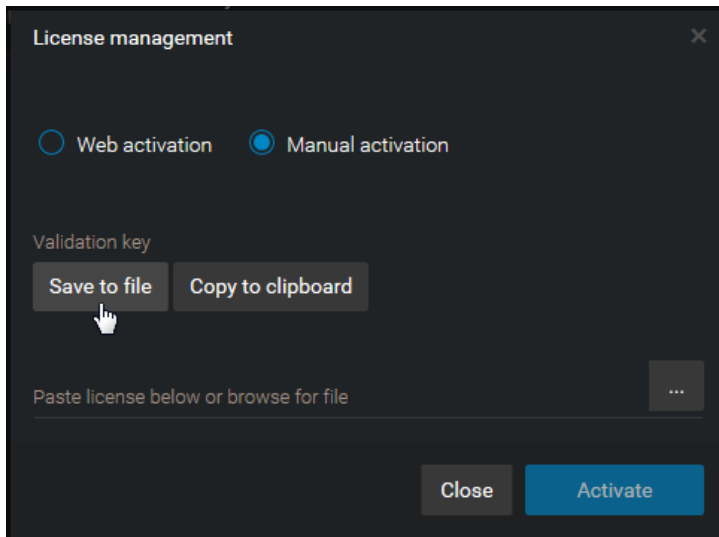 License management
Web activation Manual activation
Validation key
Save to file Copy to clipboard
Paste license below or browse for file ...
Close Activate